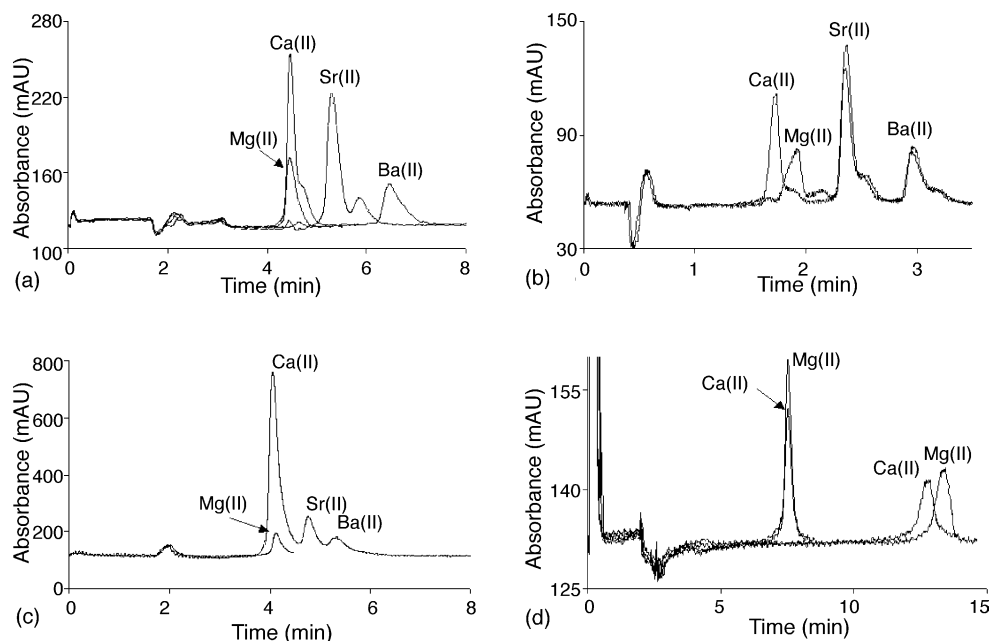 280
220
160
100
Absorbance (mAU)
Ca(II)
Sr(II)
Mg(II)
Ba(II)
0 2 4 6 8
Time (min)
(a)
150
90
30
Absorbance (mAU)
Sr(II)
Ca(II)
Mg(II)
Ba(II)
0 1 2 3
Time (min)
(b)
800
600
400
200
0
Absorbance (mAU)
Ca(II)
Mg(II)
Sr(II)
Ba(II)
0 2 4 6 8
Time (min)
(c)
155
140
125
Absorbance (mAU)
Mg(II)
Ca(II)
Ca(II)
Mg(II)
0 5 10 15
Time (min)
(d)